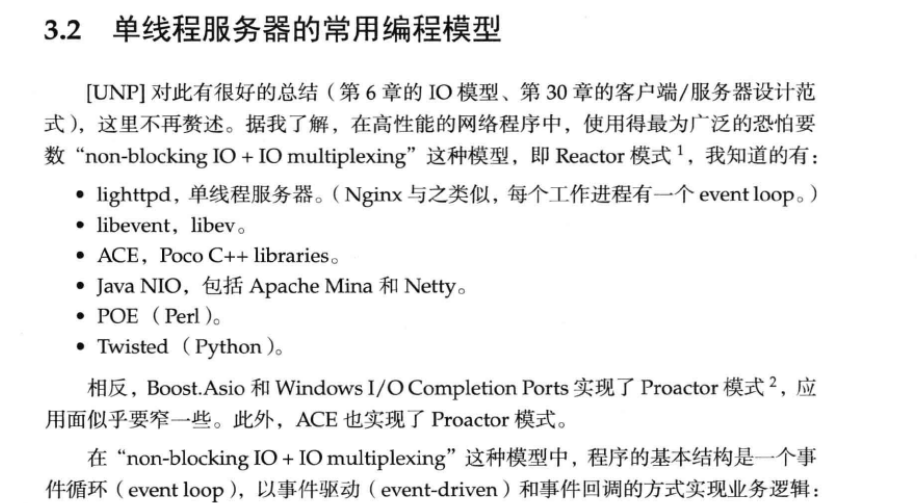 3.2 单线程服务器的常用编程模型
[UNP] 对此有很好的总结（第 6 章的 IO 模型、第 30 章的客户端/服务器设计范
式），这里不再赘述。据我了解，在高性能的网络程序中，使用得最为广泛的恐怕要
数“non-blocking IO + IO multiplexing”这种模型，即 Reactor 模式 1，我知道的有：
• lighttpd，单线程服务器。（Nginx 与之类似，每个工作进程有一个 event loop。）
• libevent，libev。
• ACE，Poco C++ libraries。
• Java NIO，包括 Apache Mina 和 Netty。
• POE（Perl）。
• Twisted（Python）。
相反，Boost.Asio 和 Windows I/O Completion Ports 实现了 Proactor 模式 2，应
用面似乎要窄一些。此外，ACE 也实现了 Proactor 模式。
在“non-blocking IO + IO multiplexing”这种模型中，程序的基本结构是一个事
件循环（event loop），以事件驱动（event-driven）和事件回调的方式实现业务逻辑：